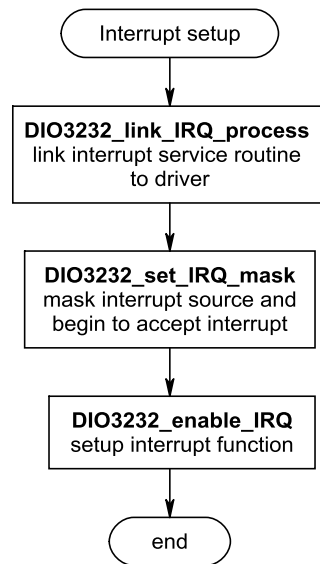 Interrupt setup
DIO3232_link_IRQ_process
link interrupt service routine
to driver
DIO3232_set_IRQ_mask
mask interrupt source and
begin to accept interrupt
DIO3232_enable_IRQ
setup interrupt function
end